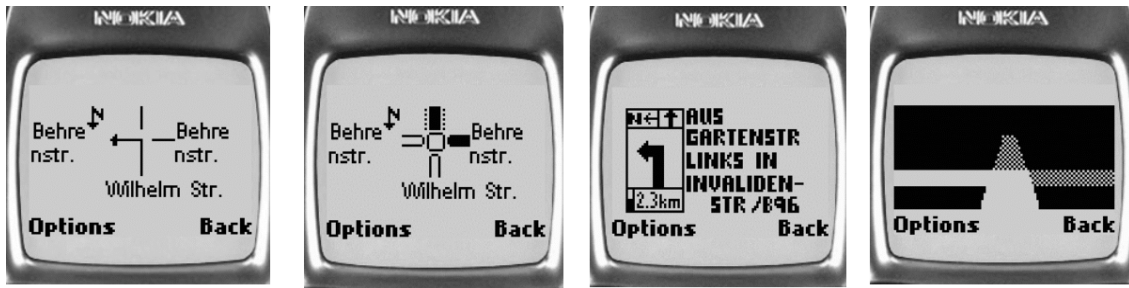 NOKIA
N
Behre
nstr.
Behre
nstr.
Wilhelm Str.
Options Back
NOKIA
N
Behre
nstr.
Behre
nstr.
Wilhelm Str.
Options Back
NOKIA
N
2.3km
AUS
GARTENSTR
LINKS IN
INVALIDEN-
STR /B96
Options Back
NOKIA
Options Back